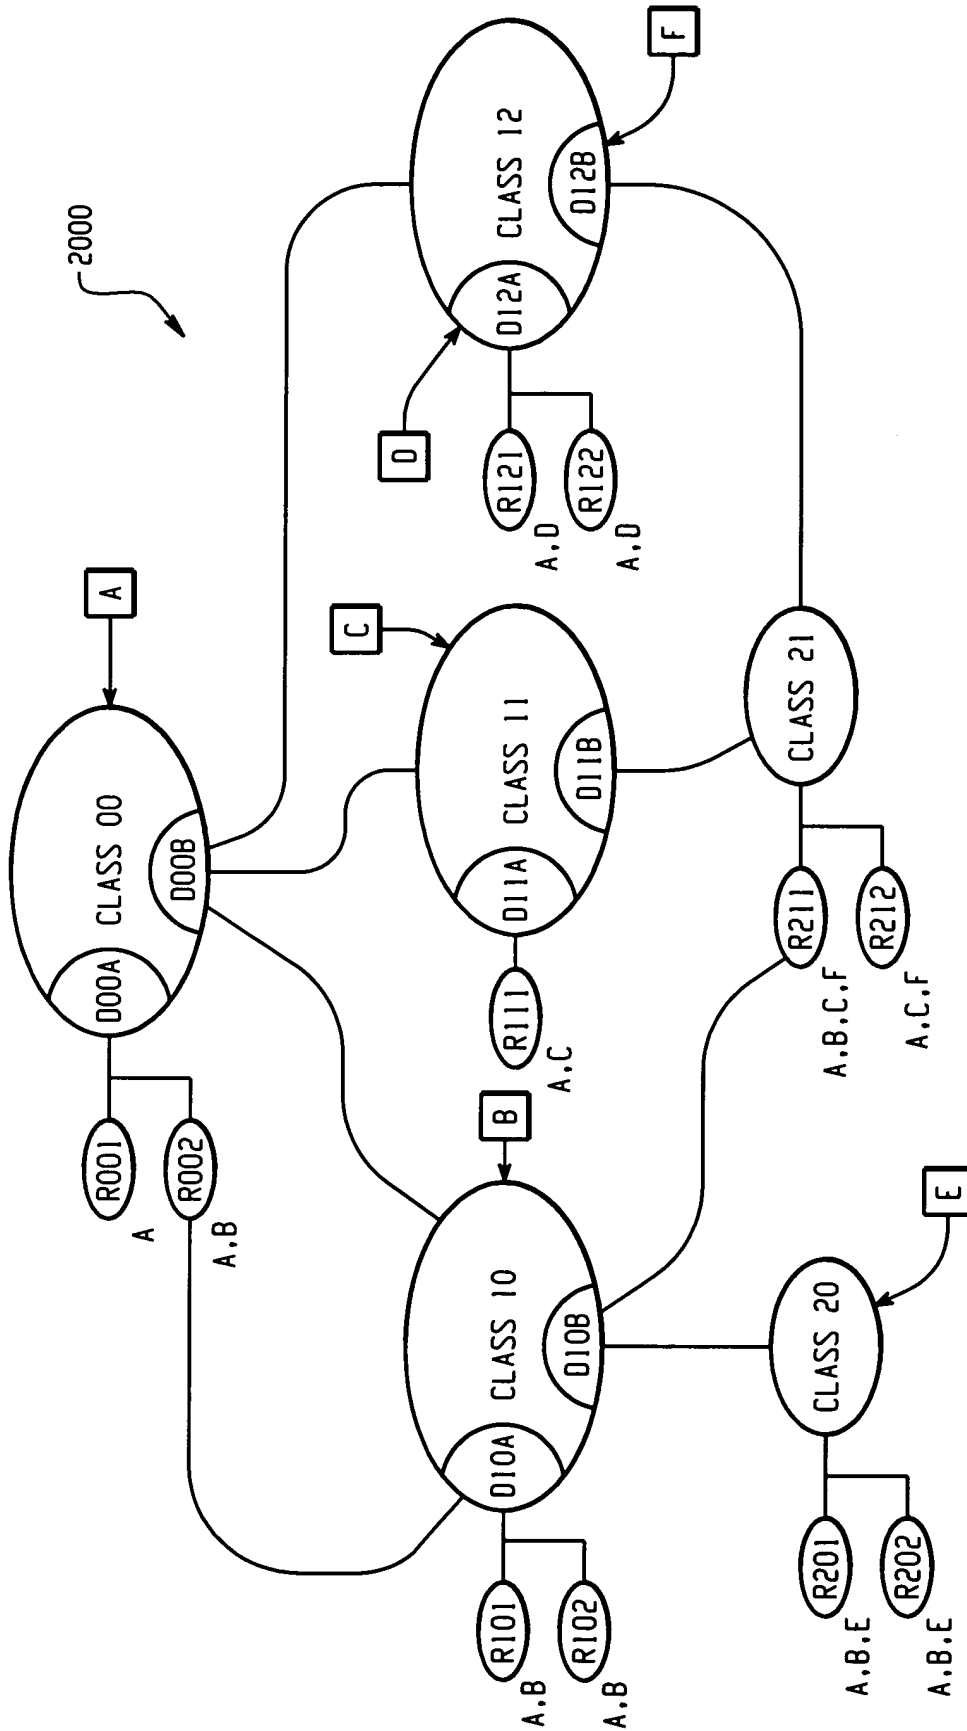 2000
A
CLASS 00
D00A
D00B
R001
A
R002
A,B
B
CLASS 10
D10A
D10B
R101
A,B
R102
A,B
C
CLASS 11
D11A
D11B
R111
A,C
D
CLASS 12
D12A
D12B
F
R121
A,D
R122
A,D
CLASS 20
E
R201
A,B,E
R202
A,B,E
CLASS 21
R211
A,B,C,F
R212
A,C,F